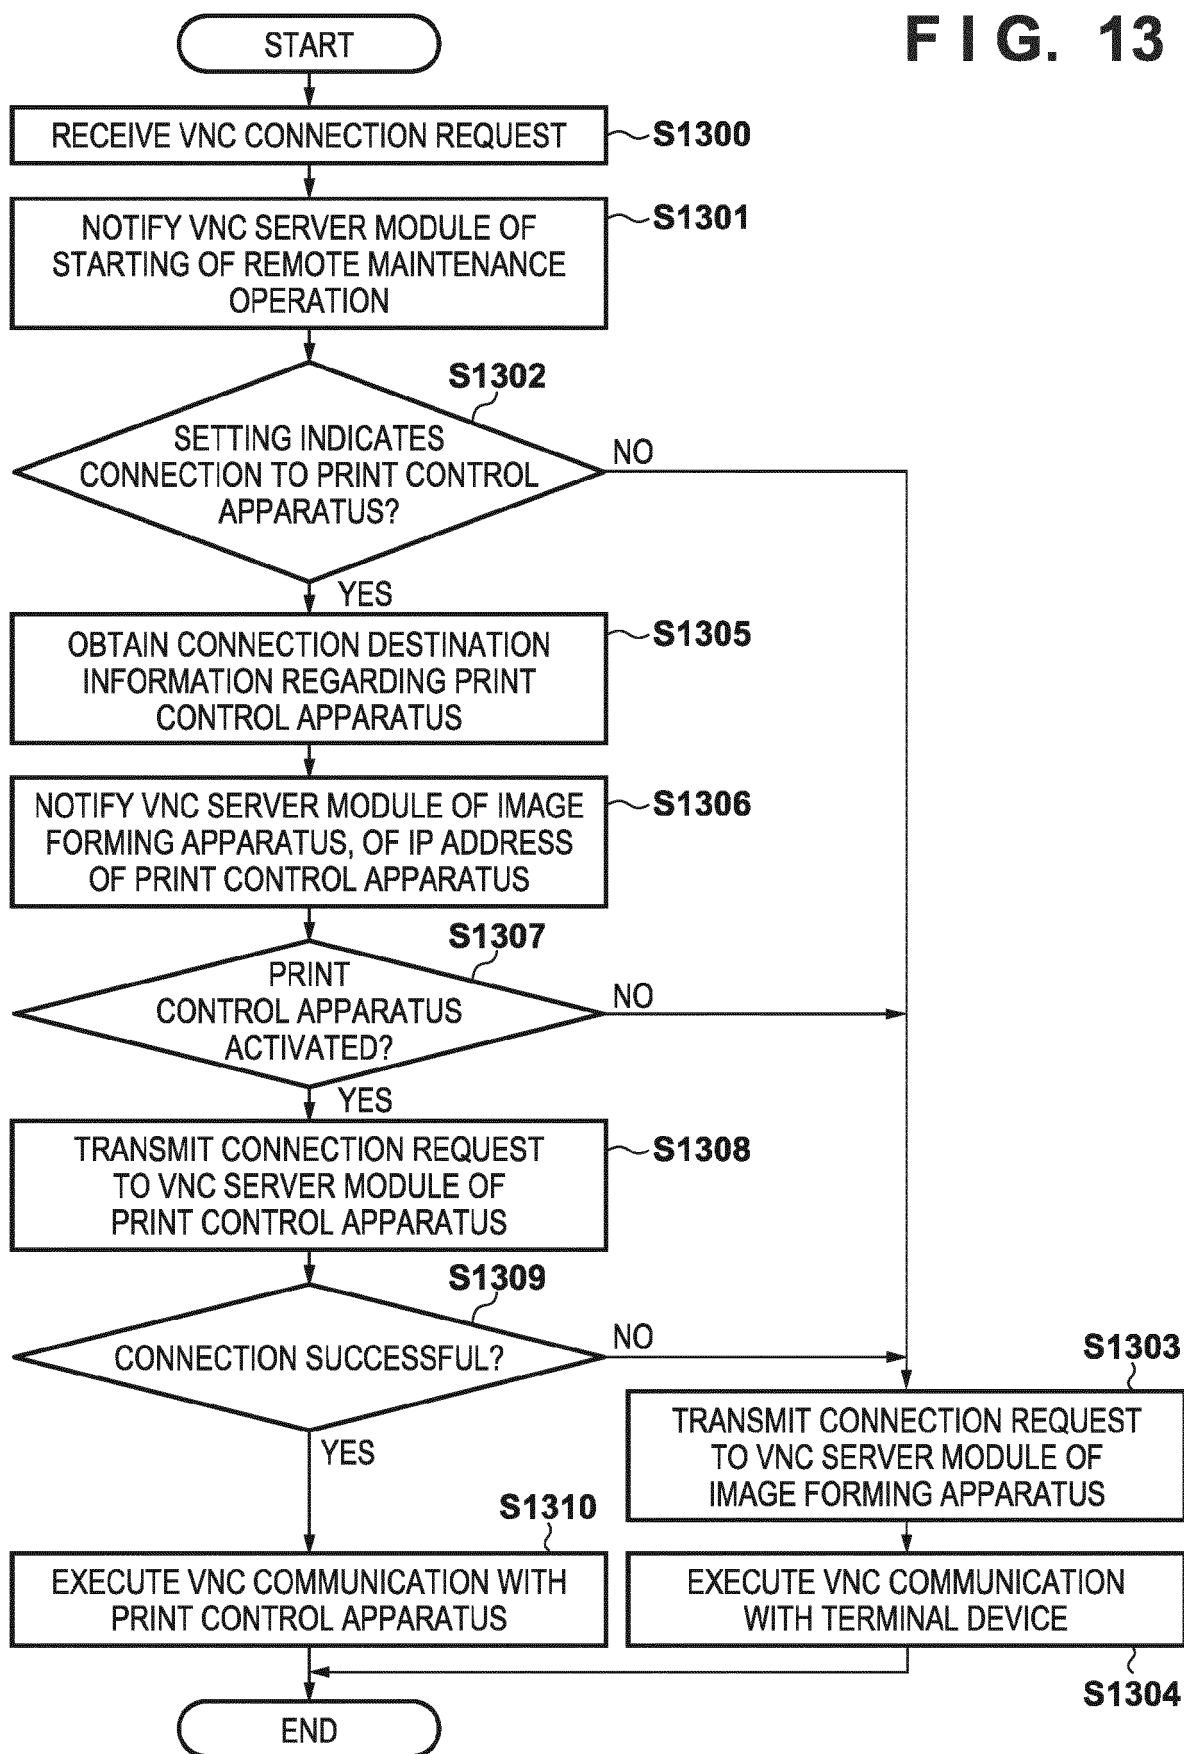 FIG. 13
START
RECEIVE VNC CONNECTION REQUEST
S1300
NOTIFY VNC SERVER MODULE OF
STARTING OF REMOTE MAINTENANCE
OPERATION
S1301
S1302
SETTING INDICATES
CONNECTION TO PRINT CONTROL
APPARATUS?
NO
YES
OBTAIN CONNECTION DESTINATION
INFORMATION REGARDING PRINT
CONTROL APPARATUS
S1305
NOTIFY VNC SERVER MODULE OF IMAGE
FORMING APPARATUS, OF IP ADDRESS
OF PRINT CONTROL APPARATUS
S1306
S1307
PRINT
CONTROL APPARATUS
ACTIVATED?
NO
YES
TRANSMIT CONNECTION REQUEST
TO VNC SERVER MODULE OF
PRINT CONTROL APPARATUS
S1308
S1309
CONNECTION SUCCESSFUL?
NO
YES
S1303
TRANSMIT CONNECTION REQUEST
TO VNC SERVER MODULE OF
IMAGE FORMING APPARATUS
S1310
EXECUTE VNC COMMUNICATION WITH
PRINT CONTROL APPARATUS
EXECUTE VNC COMMUNICATION
WITH TERMINAL DEVICE
S1304
END